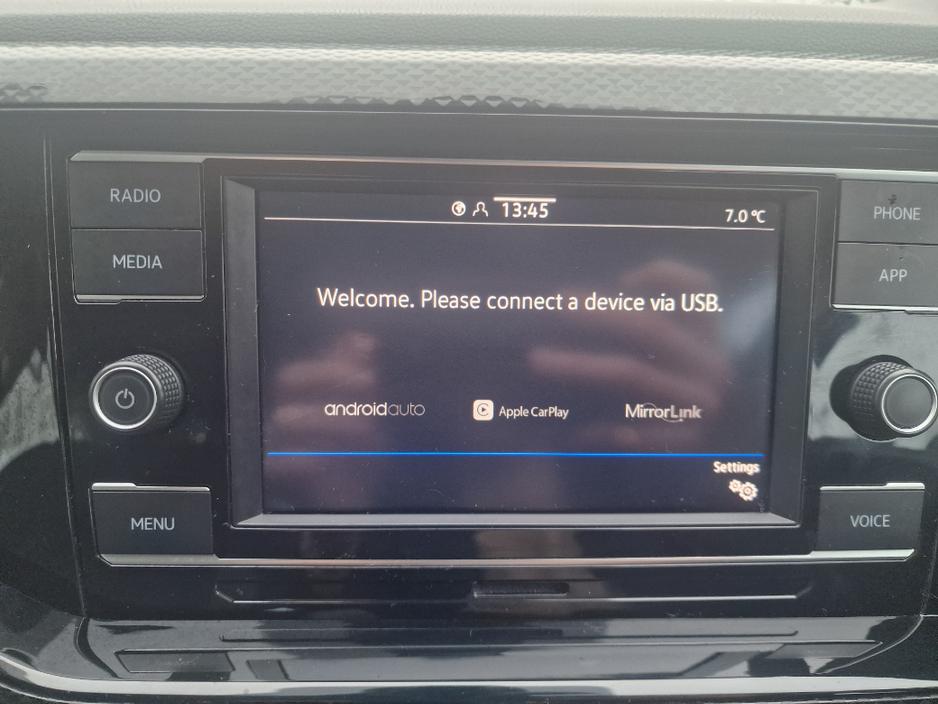 RADIO
MEDIA
MENU
13:45
7.0 °C
Welcome. Please connect a device via USB.
androidauto
Apple CarPlay
MirrorLink
Settings
PHONE
APP
VOICE